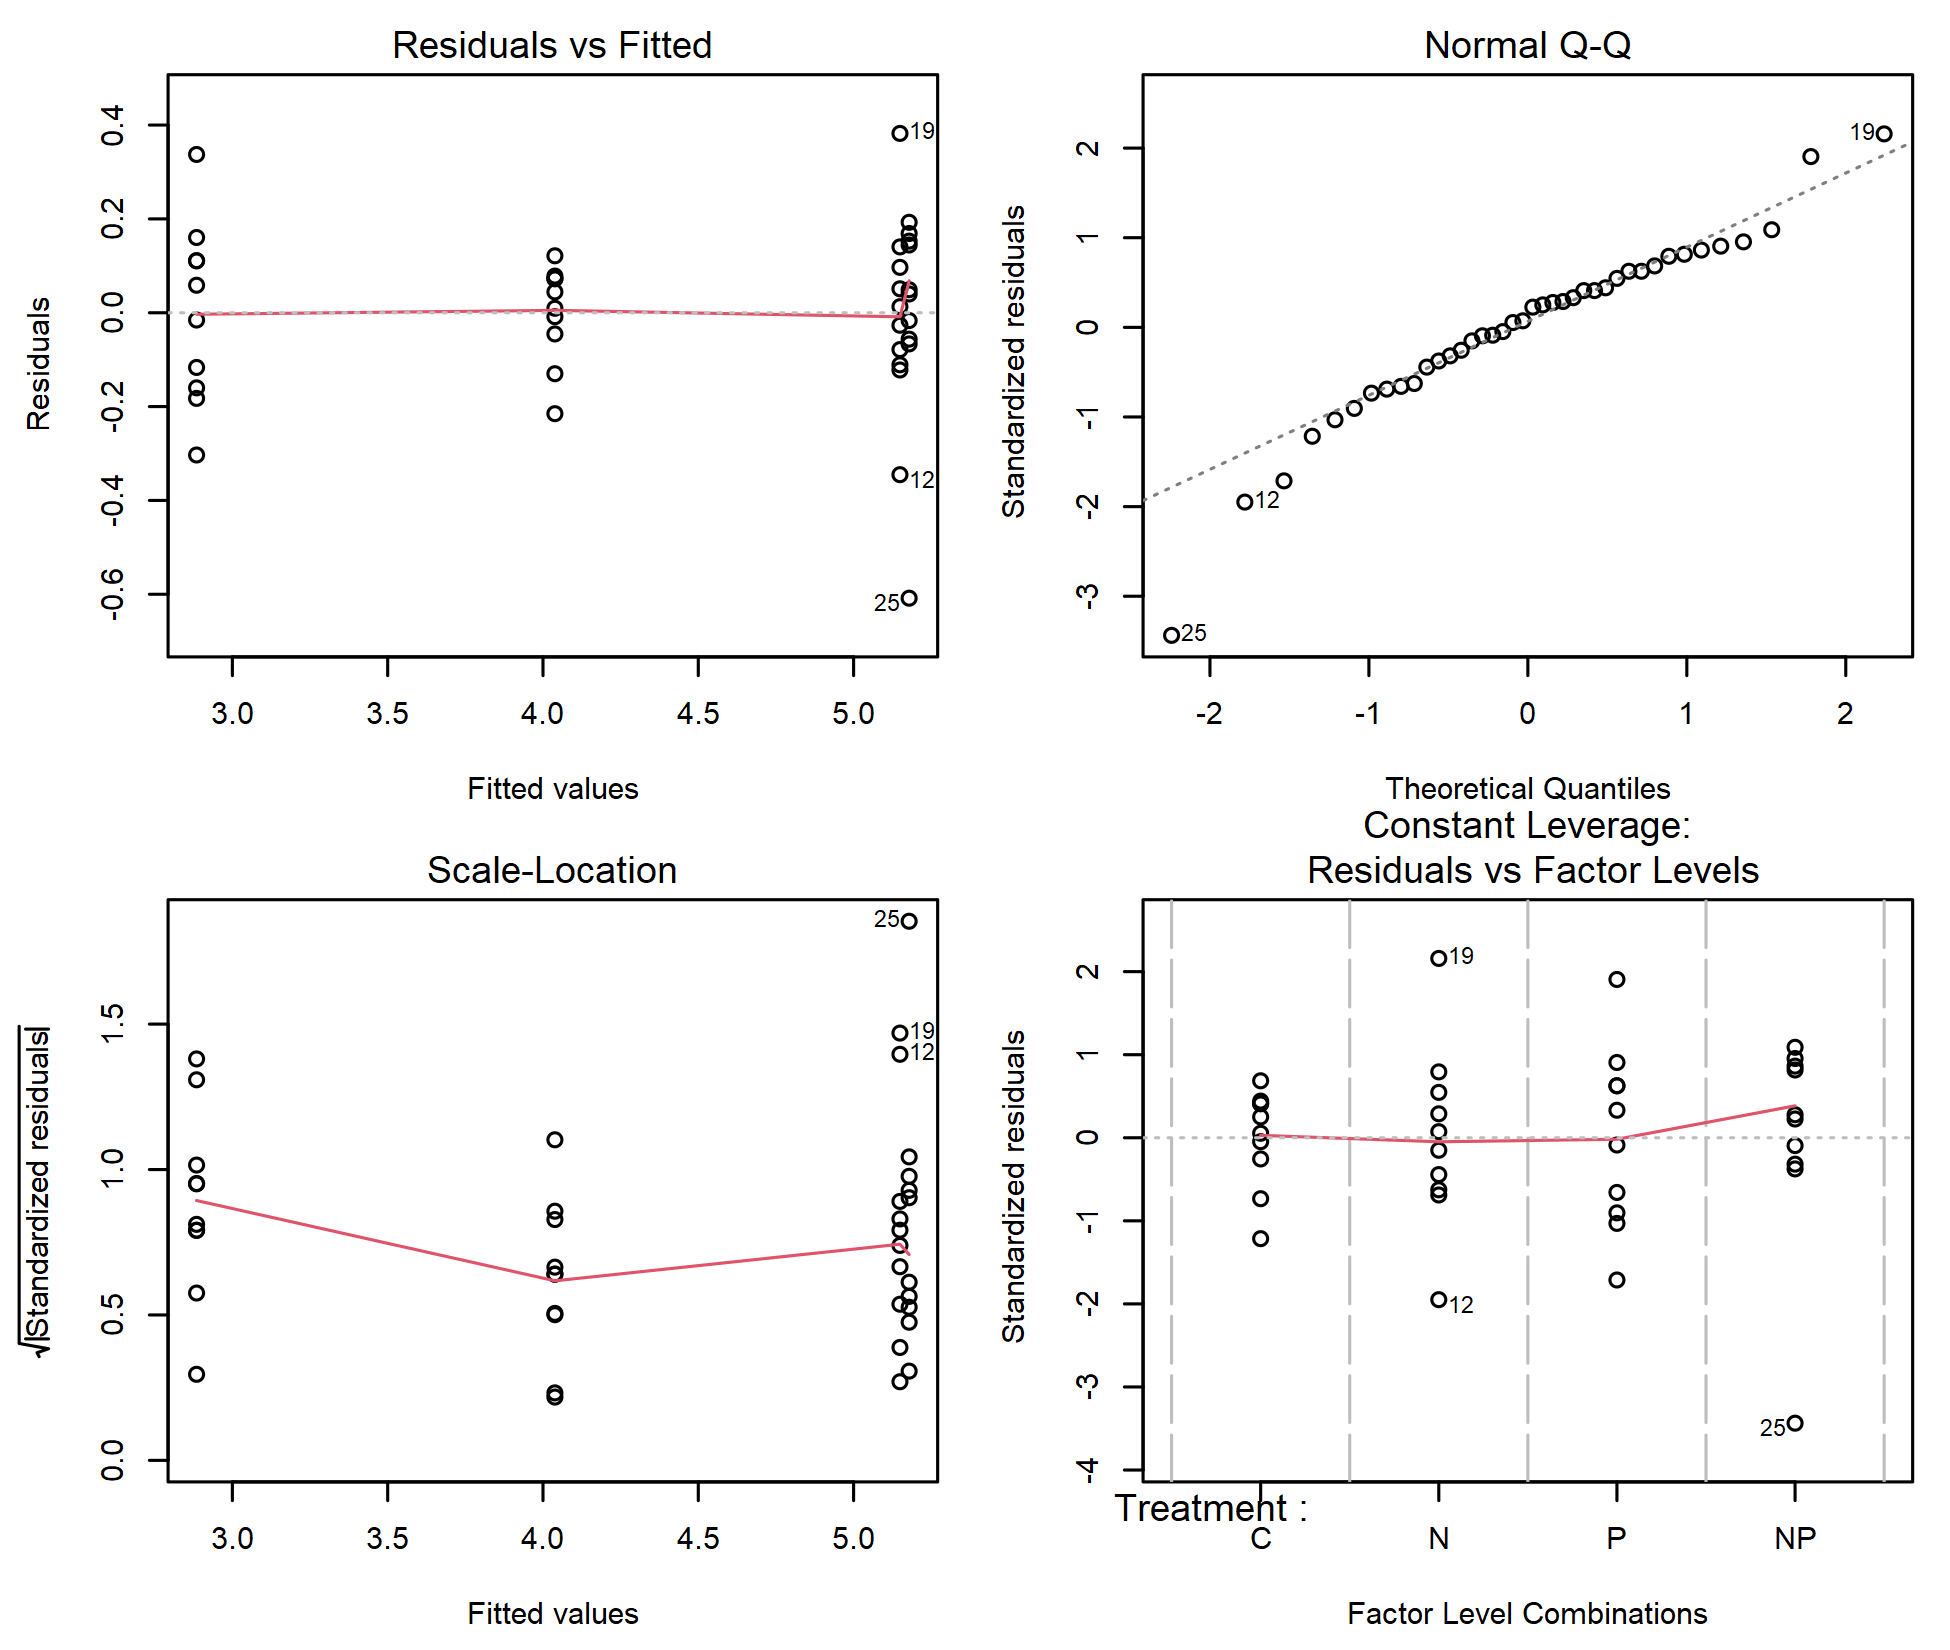 Residuals vs Fitted
Residuals
0.4
0.2
0.0
-0.2
-0.4
-0.6
19
12
25
3.0 3.5 4.0 4.5 5.0
Fitted values
Normal Q-Q
Standardized residuals
2
1
0
-1
-2
-3
19
12
25
-2 -1 0 1 2
Theoretical Quantiles
Scale-Location
√|Standardized residuals|
1.5
1.0
0.5
0.0
25
19
12
3.0 3.5 4.0 4.5 5.0
Fitted values
Constant Leverage:
Residuals vs Factor Levels
Standardized residuals
2
1
0
-1
-2
-3
-4
19
12
25
Treatment :
C N P NP
Factor Level Combinations